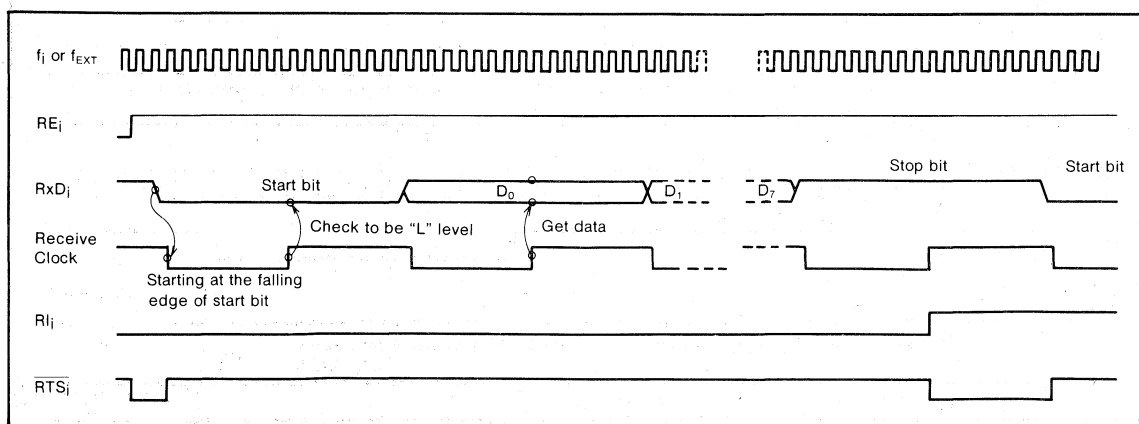 fi or fEXT
REi
RxDi
Start bit
D0
D1
D7
Stop bit
Start bit
Check to be "L" level
Get data
Receive
Clock
Starting at the falling
edge of start bit
RIi
RTSi